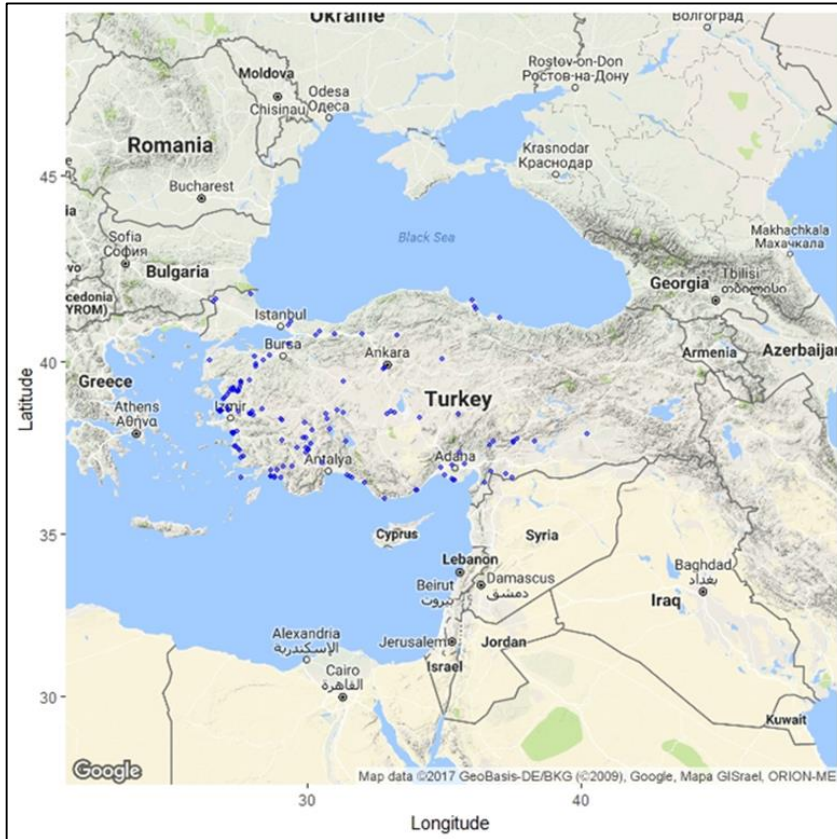 Ukraine
ВОЛГОГРАД
Rostov-on-Don
Ростов-на-Дону
Moldova
Odesa
Одеса
Chisinau
Romania
Krasnodar
Краснодар
45
Bucharest
Black Sea
Makhachkala
Махачкала
Sofia
София
Bulgaria
Georgia
Tbilisi
თბილისი
cedonia
YROM)
Istanbul
Bursa
Ankara
Armenia
Azerbaijan
40
Greece
Turkey
Athens
Αθήνα
Izmir
Latitude
Antalya
Adana
35
Cyprus
Syria
Lebanon
Beirut
بيروت
Damascus
دمشق
Baghdad
بغداد
Iraq
Alexandria
الإسكندرية
Jerusalem
Jordan
Israel
Cairo
القاهرة
30
Kuwait
Google
Map data ©2017 GeoBasis-DE/BKG (©2009), Google, Mapa GISrael, ORION-ME
30
40
Longitude